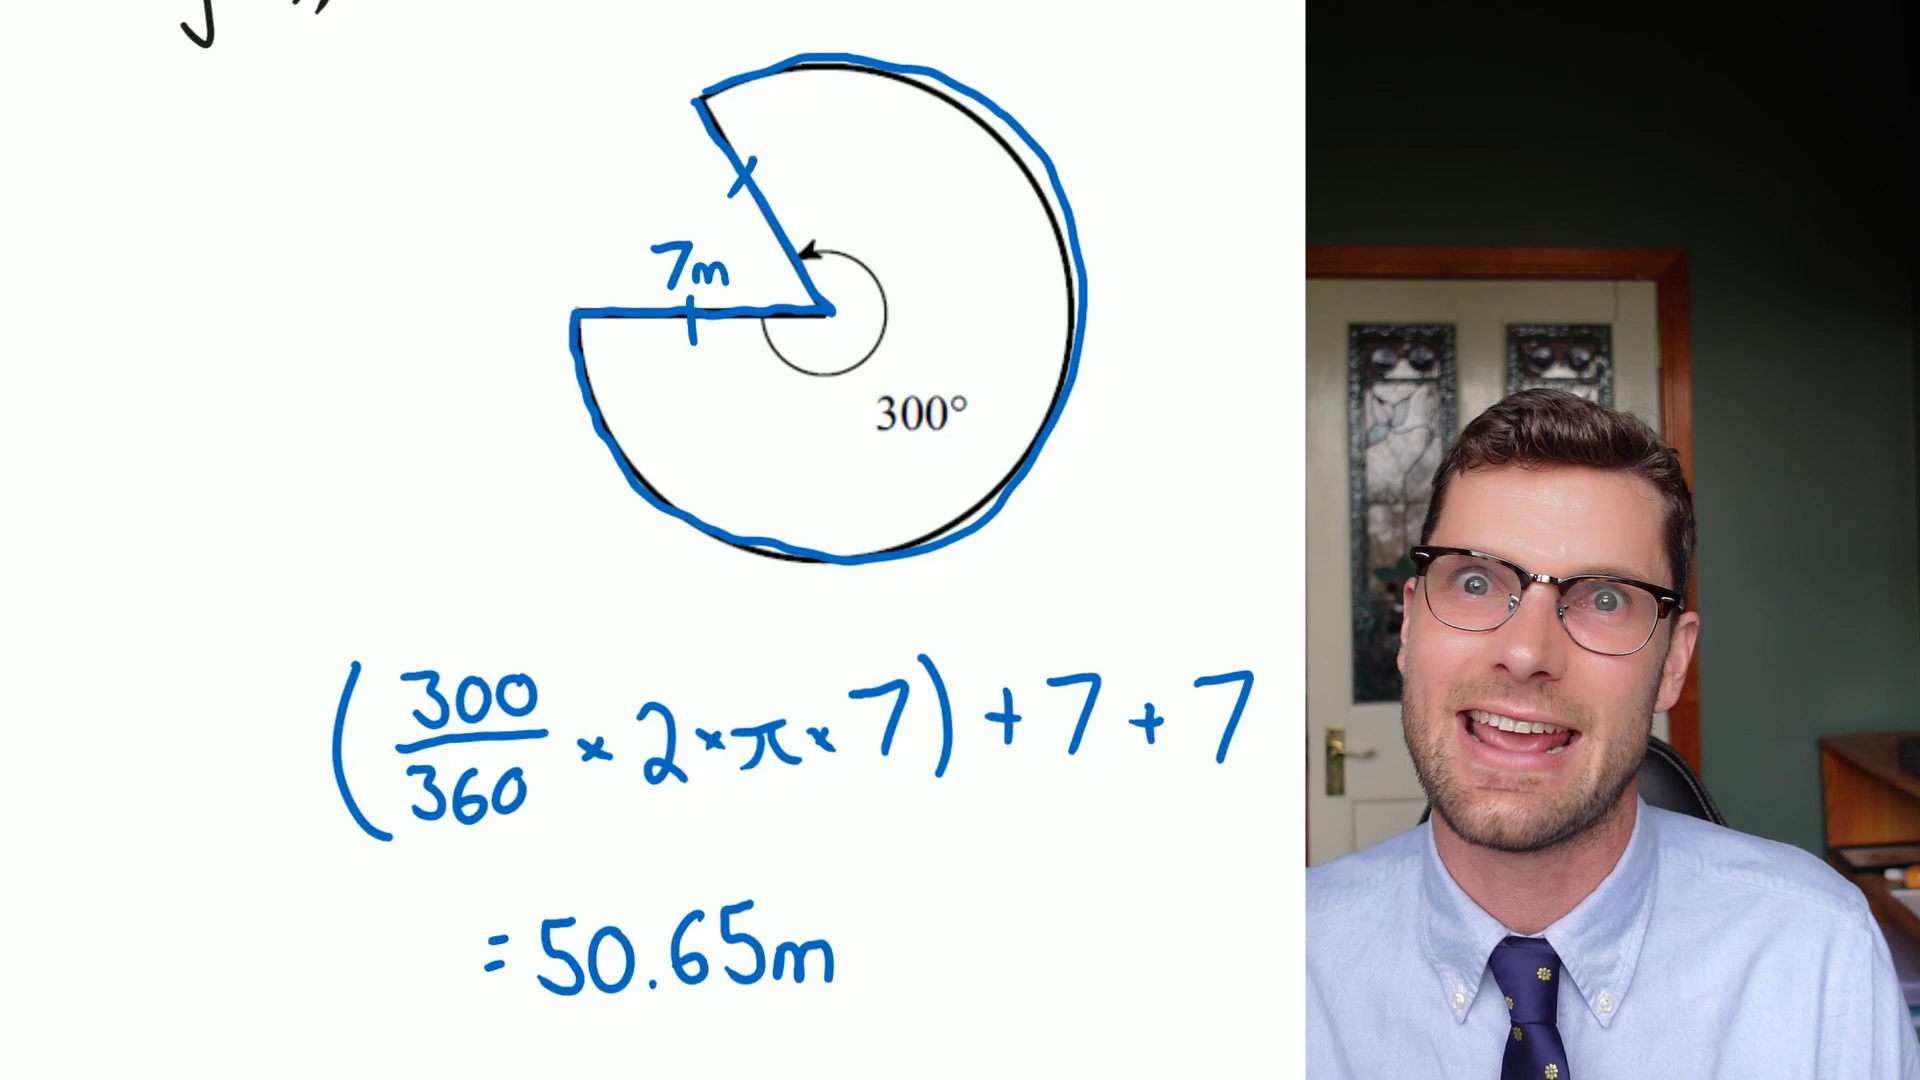 7m
300°
(300/360 × 2 × π × 7) + 7 + 7
= 50.65m